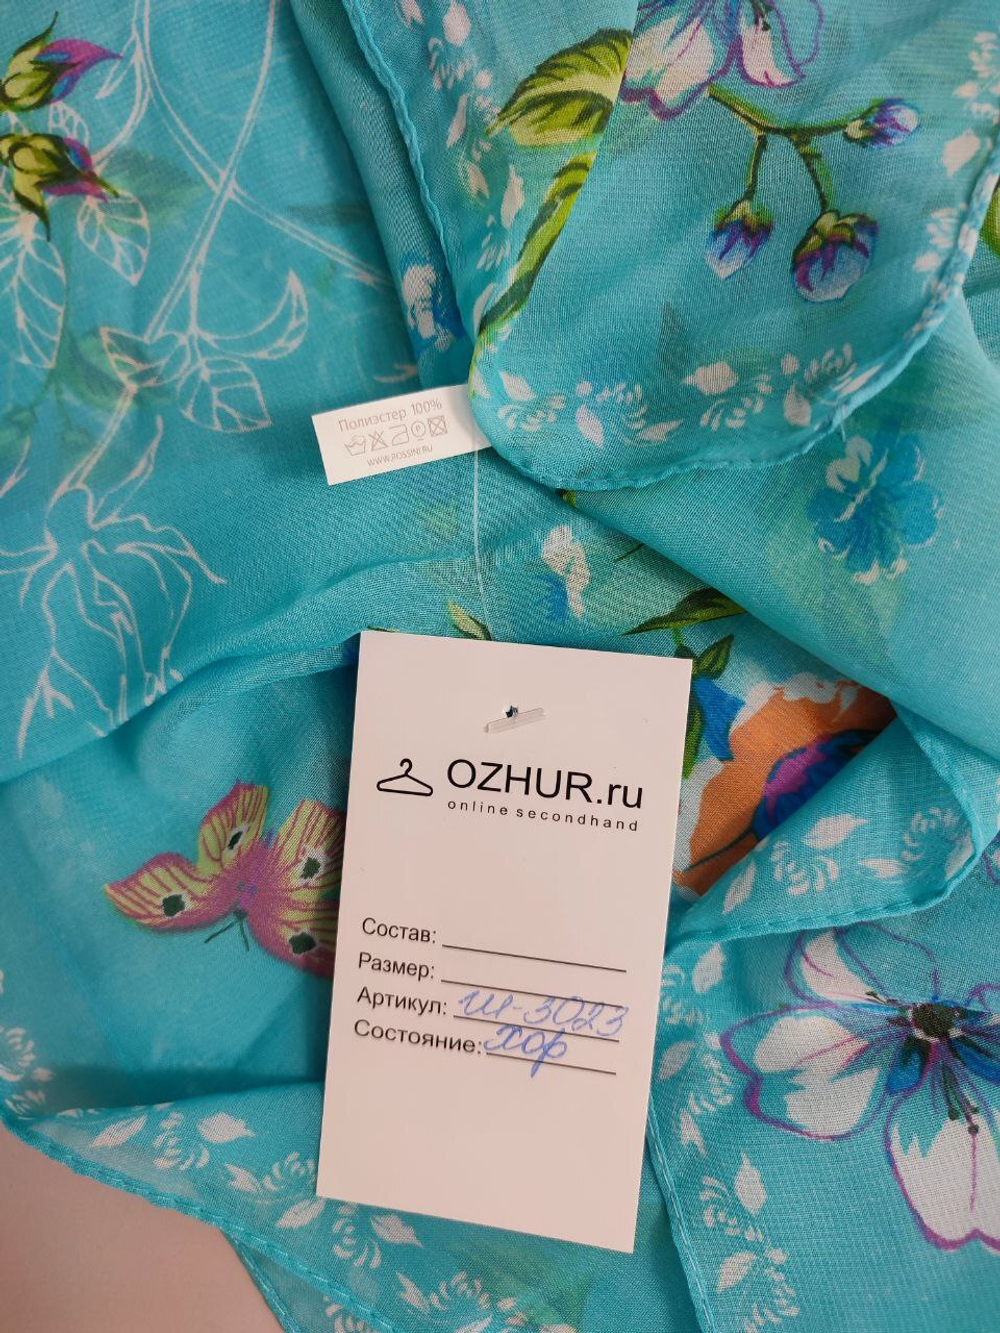 Полиэстер 100%
WWW.ROSSINI.RU
OZHUR.ru
online secondhand
Состав:
Размер:
Артикул: Ш-3023
Состояние: хор